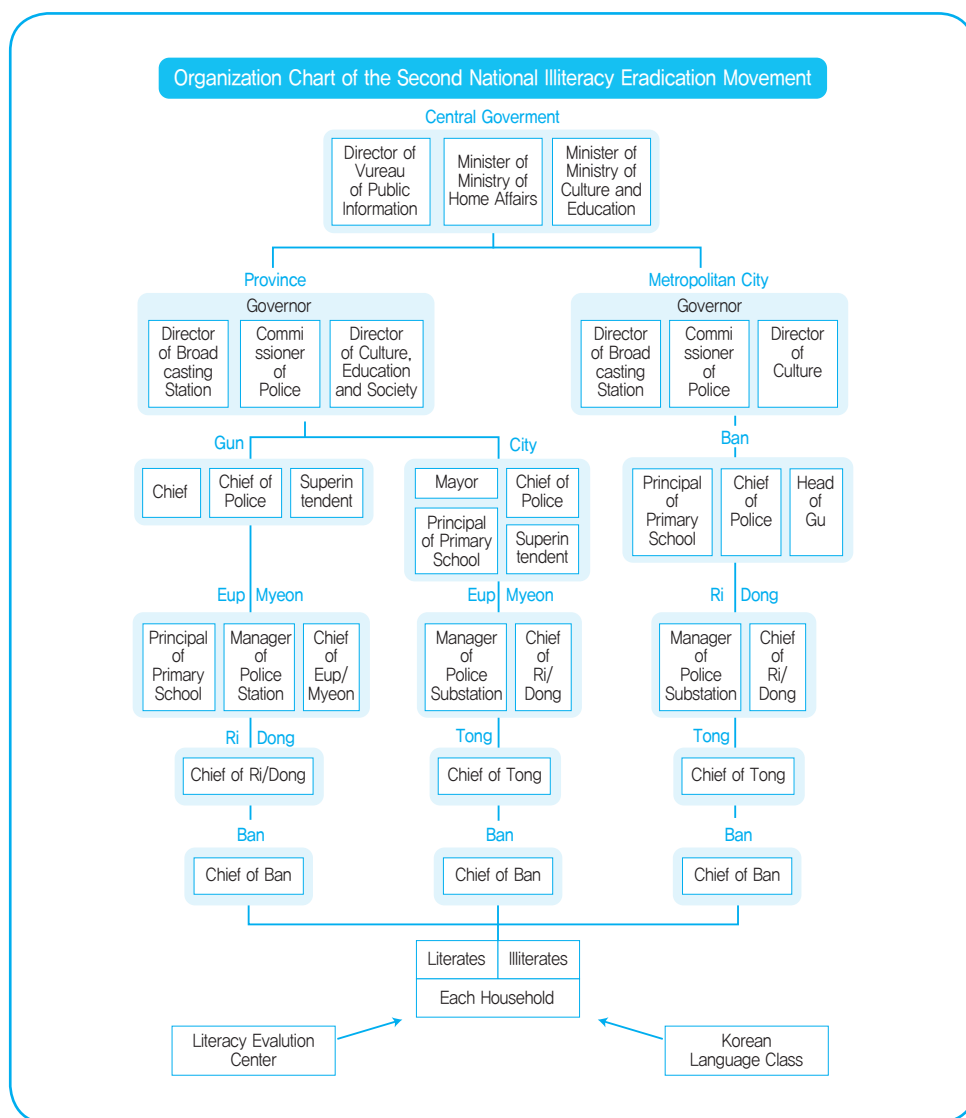 Organization Chart of the Second National Illiteracy Eradication Movement
Central Goverment
Director of
Vureau
of Public
Information
Minister of
Ministry of
Home Affairs
Minister of
Ministry of
Culture and
Education
Province
Governor
Director
of Broad
casting
Station
Commi
ssioner
of
Police
Director
of Culture,
Education
and Society
Metropolitan City
Governor
Director
of Broad
casting
Station
Commi
ssioner
of
Police
Director
of
Culture
Gun
Chief
Chief of
Police
Superin
tendent
City
Mayor
Chief of
Police
Principal
of Primary
School
Superin
tendent
Ban
Principal
of
Primary
School
Chief
of
Police
Head
of
Gu
Eup Myeon
Principal
of
Primary
School
Manager
of
Police
Station
Chief
of
Eup/
Myeon
Eup Myeon
Manager
of
Police
Substation
Chief
of
Ri/
Dong
Ri Dong
Manager
of
Police
Substation
Chief
of
Ri/
Dong
Ri Dong
Chief of Ri/Dong
Tong
Chief of Tong
Tong
Chief of Tong
Ban
Chief of Ban
Ban
Chief of Ban
Ban
Chief of Ban
Literates
Illiterates
Each Household
Literacy Evalution
Center
Korean
Language Class